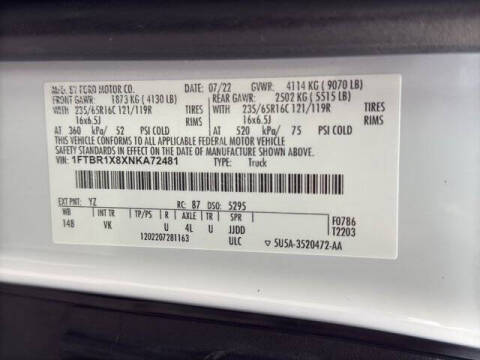 MFG. BY FORD MOTOR CO. 07/22 GVWR: 4114 KG ( 9070 LB)
FRONT GAWR: 1873 KG ( 4130 LB) REAR GAWR: 2502 KG ( 5515 LB)
WITH 235/65R16C 121/119R TIRES WITH 235/65R16C 121/119R TIRES
16x6.5J RIMS 16x6.5J RIMS
AT 360 kPa/ 52 PSI COLD AT 520 kPa/ 75 PSI COLD
THIS VEHICLE CONFORMS TO ALL APPLICABLE FEDERAL MOTOR VEHICLE
SAFETY STANDARDS IN EFFECT ON THE DATE OF MANUFACTURE SHOWN ABOVE.
VIN: 1FTBR1X8XNKA72481 TYPE: Truck
EXT PNT: YZ RC: 87 DSO: 5295
WB INT TR TP/PS R AXLE TR SPR F0786
148 VK U 4L U JJDD T2203
1202207281163 ULC 5U5A-3520472-AA